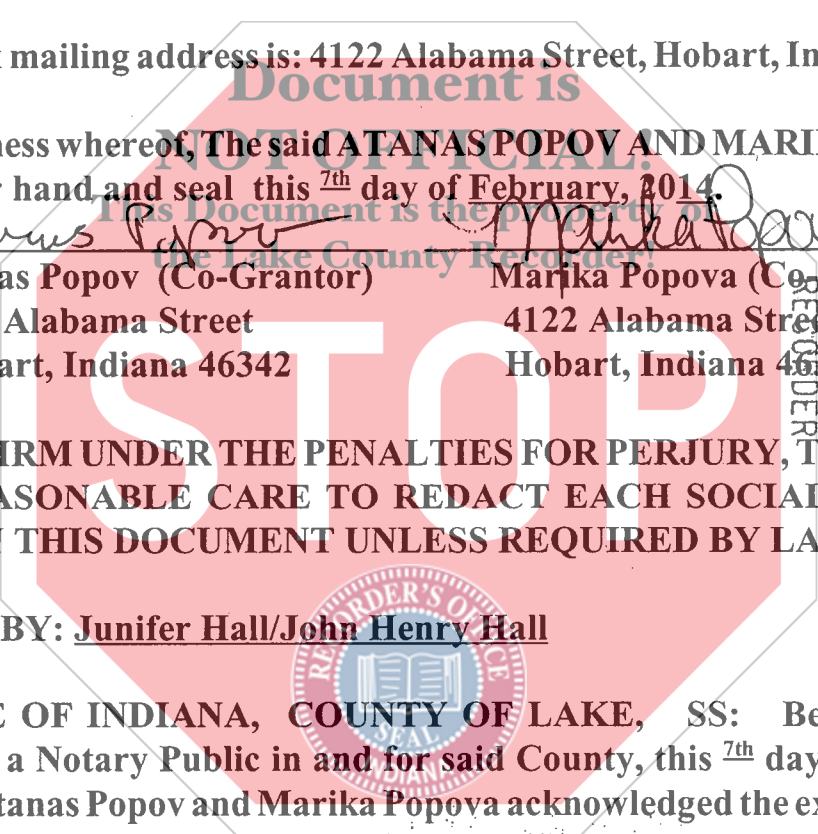 mailing address is: 4122 Alabama Street, Hobart, In
Document is
ness whereof, The said ATANAS POPOV AND MARI
NOT OFFICIAL!
hand and seal this 7th day of February, 2014.
This Document is the property of
Popov Marika Popov
the Lake County Recorder!
as Popov (Co-Grantor) Marika Popova (Co-
Alabama Street 4122 Alabama Stre
art, Indiana 46342 Hobart, Indiana 46
RECORDER
STOP
IRM UNDER THE PENALTIES FOR PERJURY, T
ASONABLE CARE TO REDACT EACH SOCIAL
THIS DOCUMENT UNLESS REQUIRED BY LA
BY: Junifer Hall/John Henry Hall
RECORDER'S OFFICE
SEAL
INDIANA
E OF INDIANA, COUNTY OF LAKE, SS: Be
a Notary Public in and for said County, this 7th day
tanas Popov and Marika Popova acknowledged the ex